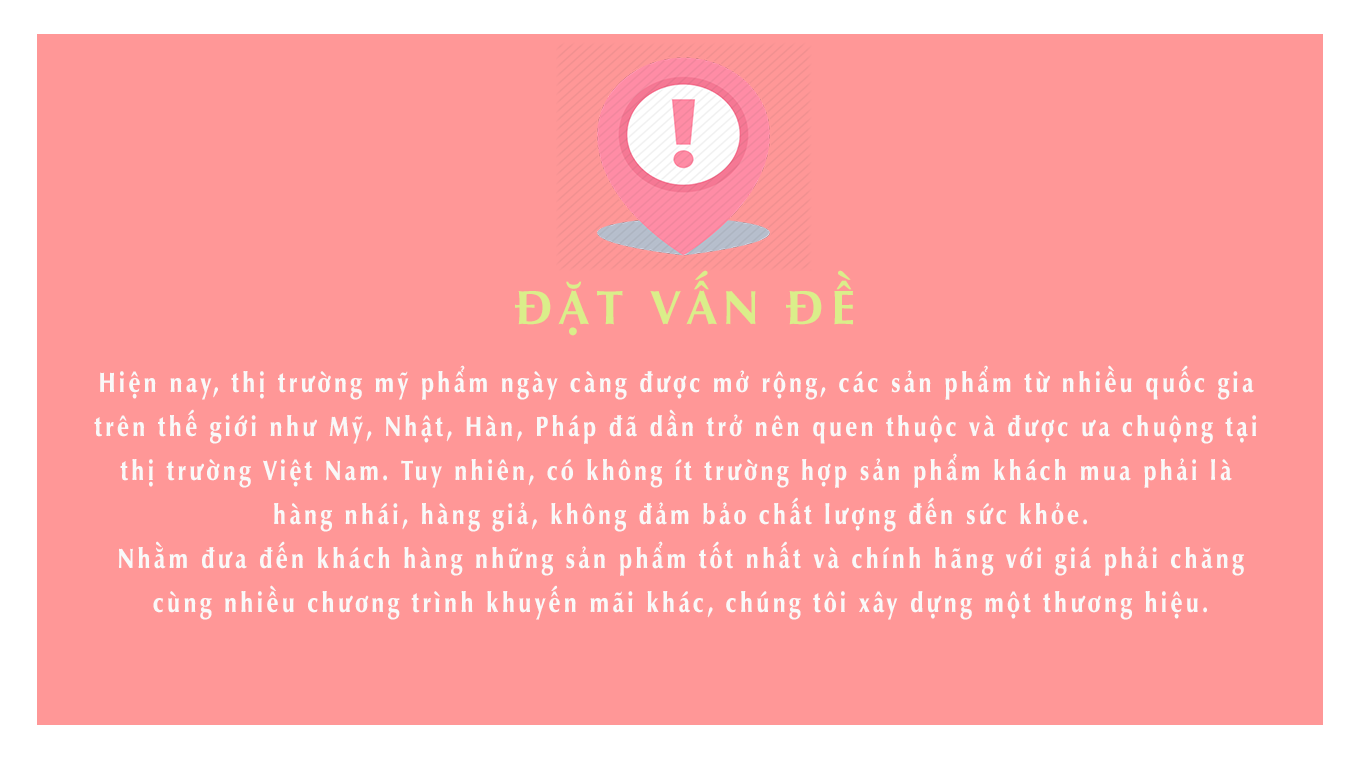 !
ĐẶT VẤN ĐỀ
Hiện nay, thị trường mỹ phẩm ngày càng được mở rộng, các sản phẩm từ nhiều quốc gia
trên thế giới như Mỹ, Nhật, Hàn, Pháp đã dần trở nên quen thuộc và được ưa chuộng tại
thị trường Việt Nam. Tuy nhiên, có không ít trường hợp sản phẩm khách mua phải là
hàng nhái, hàng giả, không đảm bảo chất lượng đến sức khỏe.
Nhằm đưa đến khách hàng những sản phẩm tốt nhất và chính hãng với giá phải chăng
cùng nhiều chương trình khuyến mãi khác, chúng tôi xây dựng một thương hiệu.